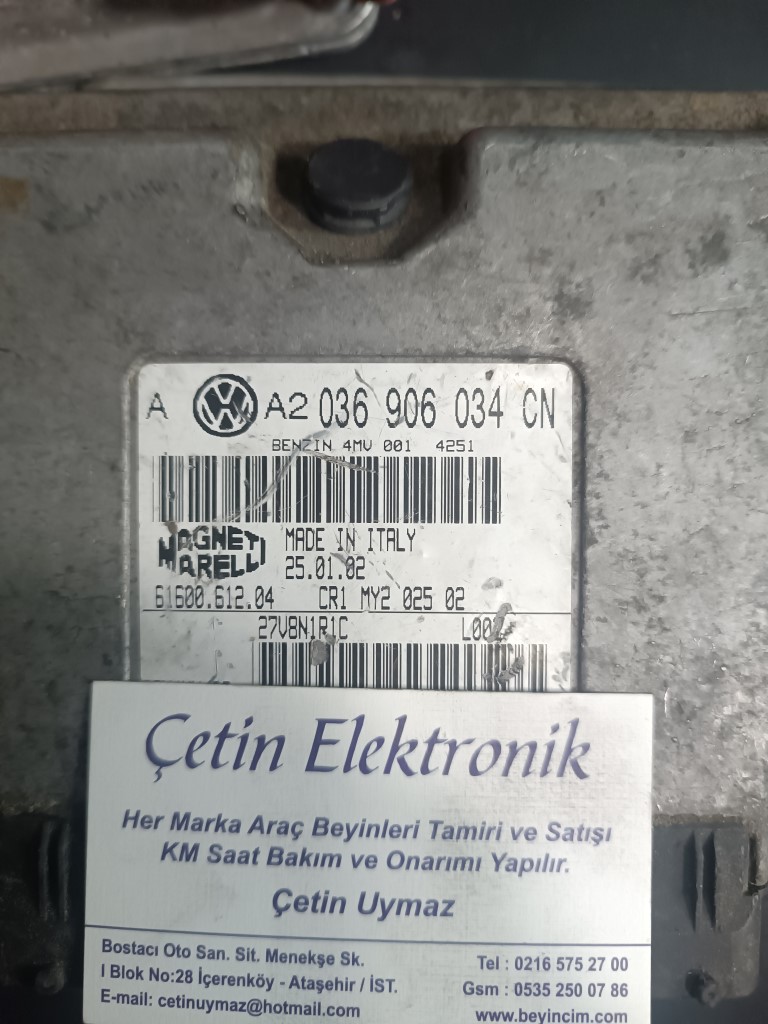 A A2 036 906 034 CN
BENZIN 4MV 001 4251
MAGNETI
MARELLI
MADE IN ITALY
25.01.02
61600.612.04 CR1 MY2 025 02
27V8N1R1C
Çetin Elektronik
Her Marka Araç Beyinleri Tamiri ve Satışı
KM Saat Bakım ve Onarımı Yapılır.
Çetin Uymaz
Bostacı Oto San. Sit. Menekşe Sk.
I Blok No:28 İçerenköy - Ataşehir / İST.
E-mail: cetinuymaz@hotmail.com
Tel : 0216 575 27 00
Gsm : 0535 250 07 86
www.beyincim.com